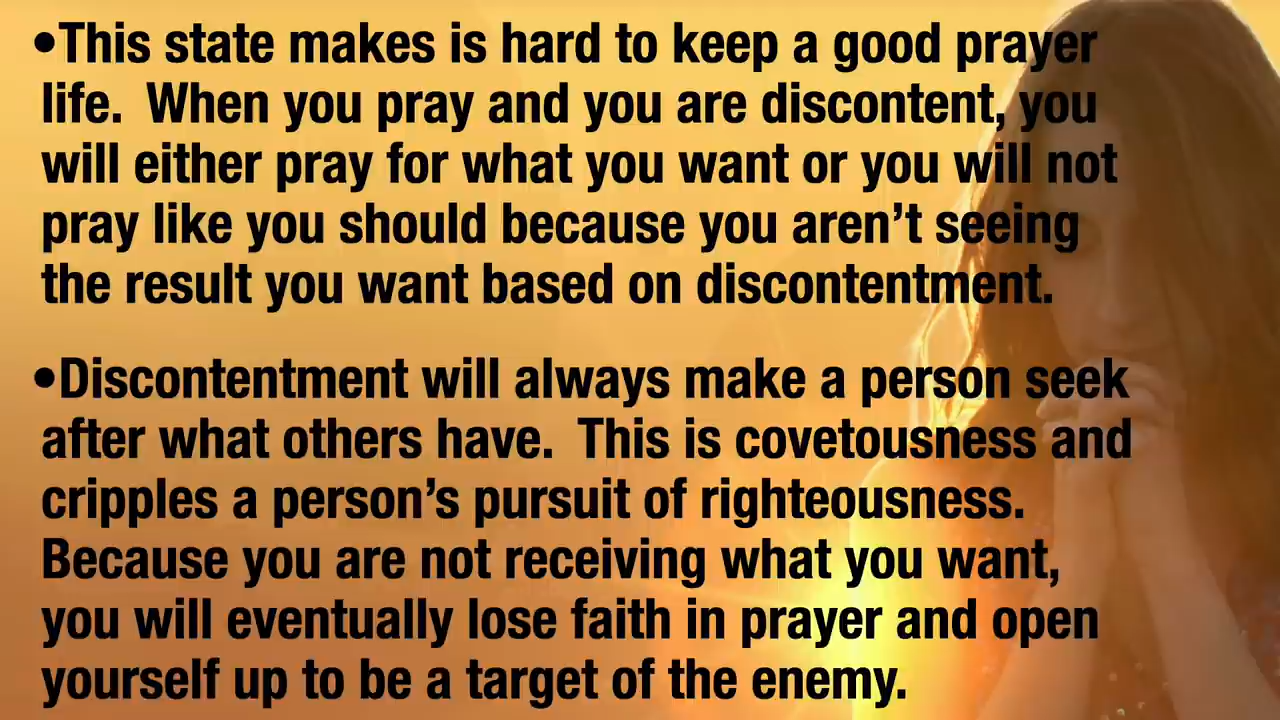 •This state makes is hard to keep a good prayer
life.  When you pray and you are discontent, you
will either pray for what you want or you will not
pray like you should because you aren’t seeing
the result you want based on discontentment.
•Discontentment will always make a person seek
after what others have.  This is covetousness and
cripples a person’s pursuit of righteousness.
Because you are not receiving what you want,
you will eventually lose faith in prayer and open
yourself up to be a target of the enemy.